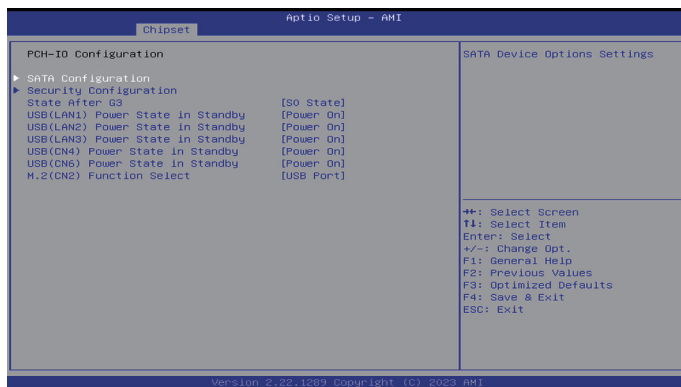 Aptio Setup – AMI
Chipset
PCH-IO Configuration
SATA Configuration
Security Configuration
State After G3 [S0 State]
USB(LAN1) Power State in Standby [Power On]
USB(LAN2) Power State in Standby [Power On]
USB(LAN3) Power State in Standby [Power On]
USB(CN4) Power State in Standby [Power On]
USB(CN6) Power State in Standby [Power On]
M.2(CN2) Function Select [USB Port]
SATA Device Options Settings
→←: Select Screen
↑↓: Select Item
Enter: Select
+/-: Change Opt.
F1: General Help
F2: Previous Values
F3: Optimized Defaults
F4: Save & Exit
ESC: Exit
Version 2.22.1289 Copyright (C) 2023 AMI